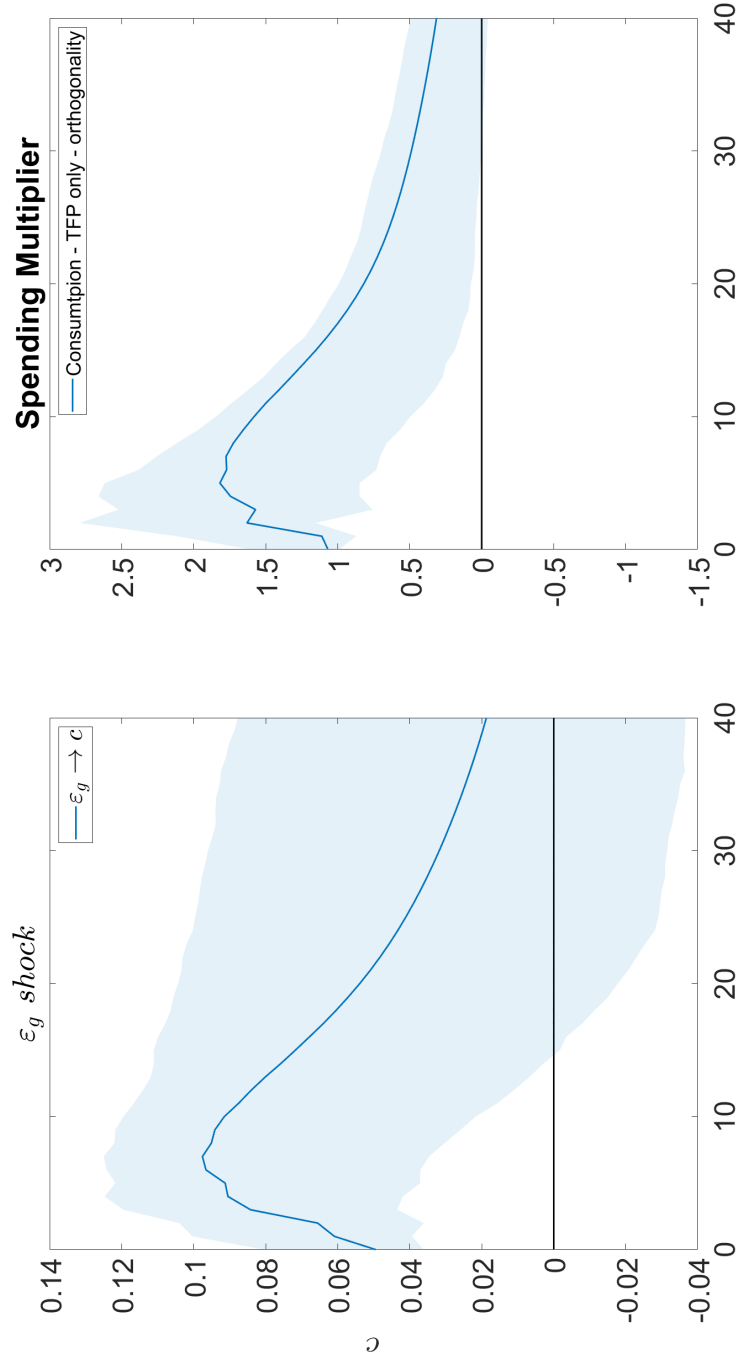 ε_g shock
c
0.14
0.12
0.1
0.08
0.06
0.04
0.02
0
-0.02
-0.04
0 10 20 30 40
ε_g → c
Spending Multiplier
3
2.5
2
1.5
1
0.5
0
-0.5
-1
-1.5
0 10 20 30 40
Consumtpion - TFP only - orthogonality